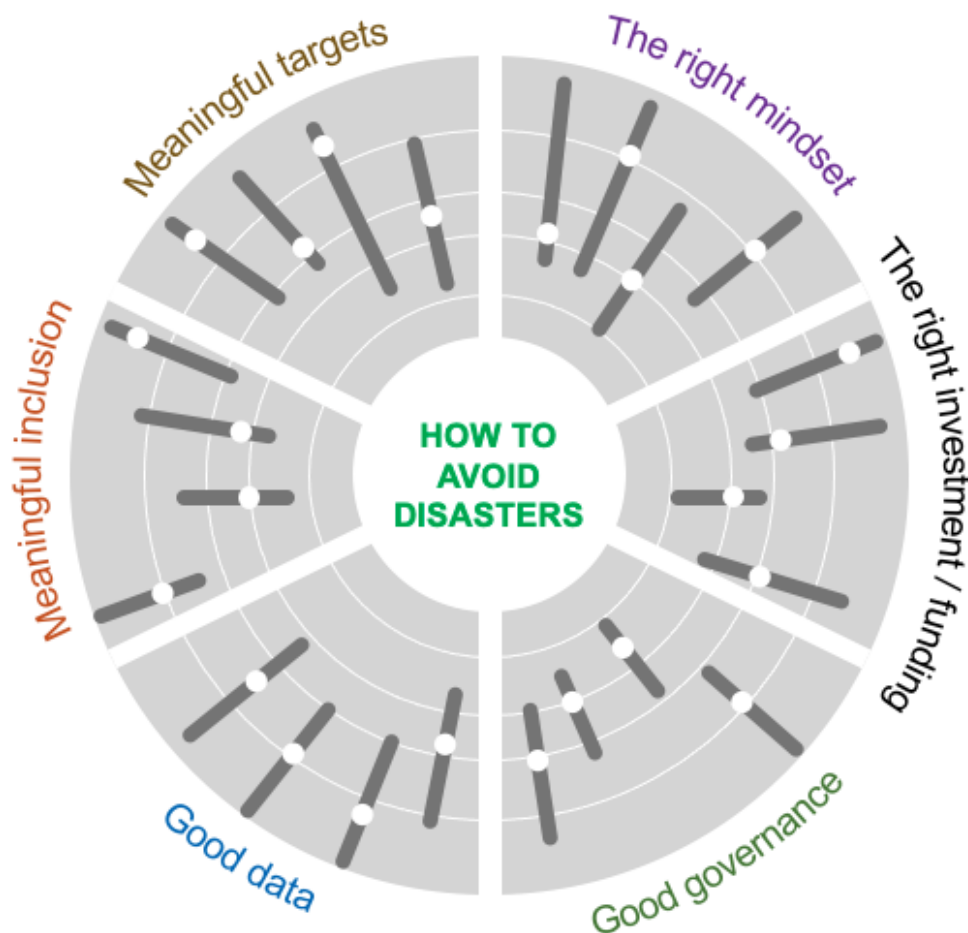 HOW TO
AVOID
DISASTERS
The right mindset
The right investment / funding
Good governance
Good data
Meaningful inclusion
Meaningful targets